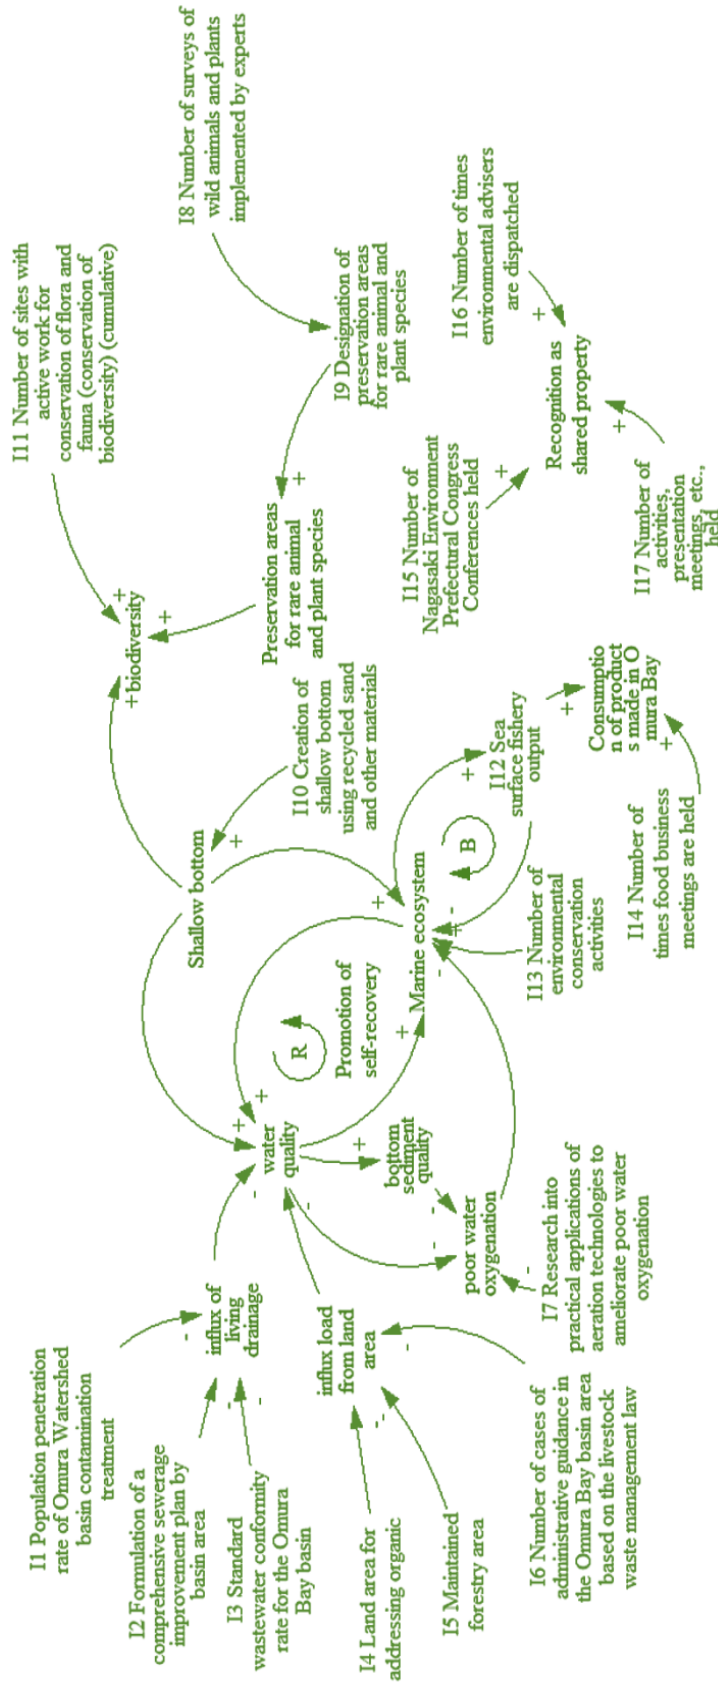 I1 Population penetration
rate of Omura Watershed
basin contamination
treatment
I2 Formulation of a
comprehensive sewerage
improvement plan by
basin area
I3 Standard
wastewater conformity
rate for the Omura
Bay basin
I4 Land area for
addressing organic
I5 Maintained
forestry area
I6 Number of cases of
administrative guidance in
the Omura Bay basin area
based on the livestock
waste management law
influx of
living
drainage
influx load
from land
area
I7 Research into
practical applications of
aeration technologies to
ameliorate poor water
oxygenation
water
quality
bottom
sediment
quality
poor water
oxygenation
R
Promotion of
self-recovery
Shallow bottom
Marine ecosystem
B
I10 Creation of
shallow bottom
using recycled sand
and other materials
I12 Sea
surface fishery
output
I13 Number of
environmental
conservation
activities
I14 Number of
times food business
meetings are held
Consumptio
n of product
s made in O
mura Bay
biodiversity
Preservation areas
for rare animal
and plant species
I11 Number of sites with
active work for
conservation of flora and
fauna (conservation of
biodiversity) (cumulative)
I8 Number of surveys of
wild animals and plants
implemented by experts
I9 Designation of
preservation areas
for rare animal and
plant species
I15 Number of
Nagasaki Environment
Prefectural Congress
Conferences held
I16 Number of times
environmental advisers
are dispatched
Recognition as
shared property
I17 Number of
activities,
presentation
meetings, etc.,
held